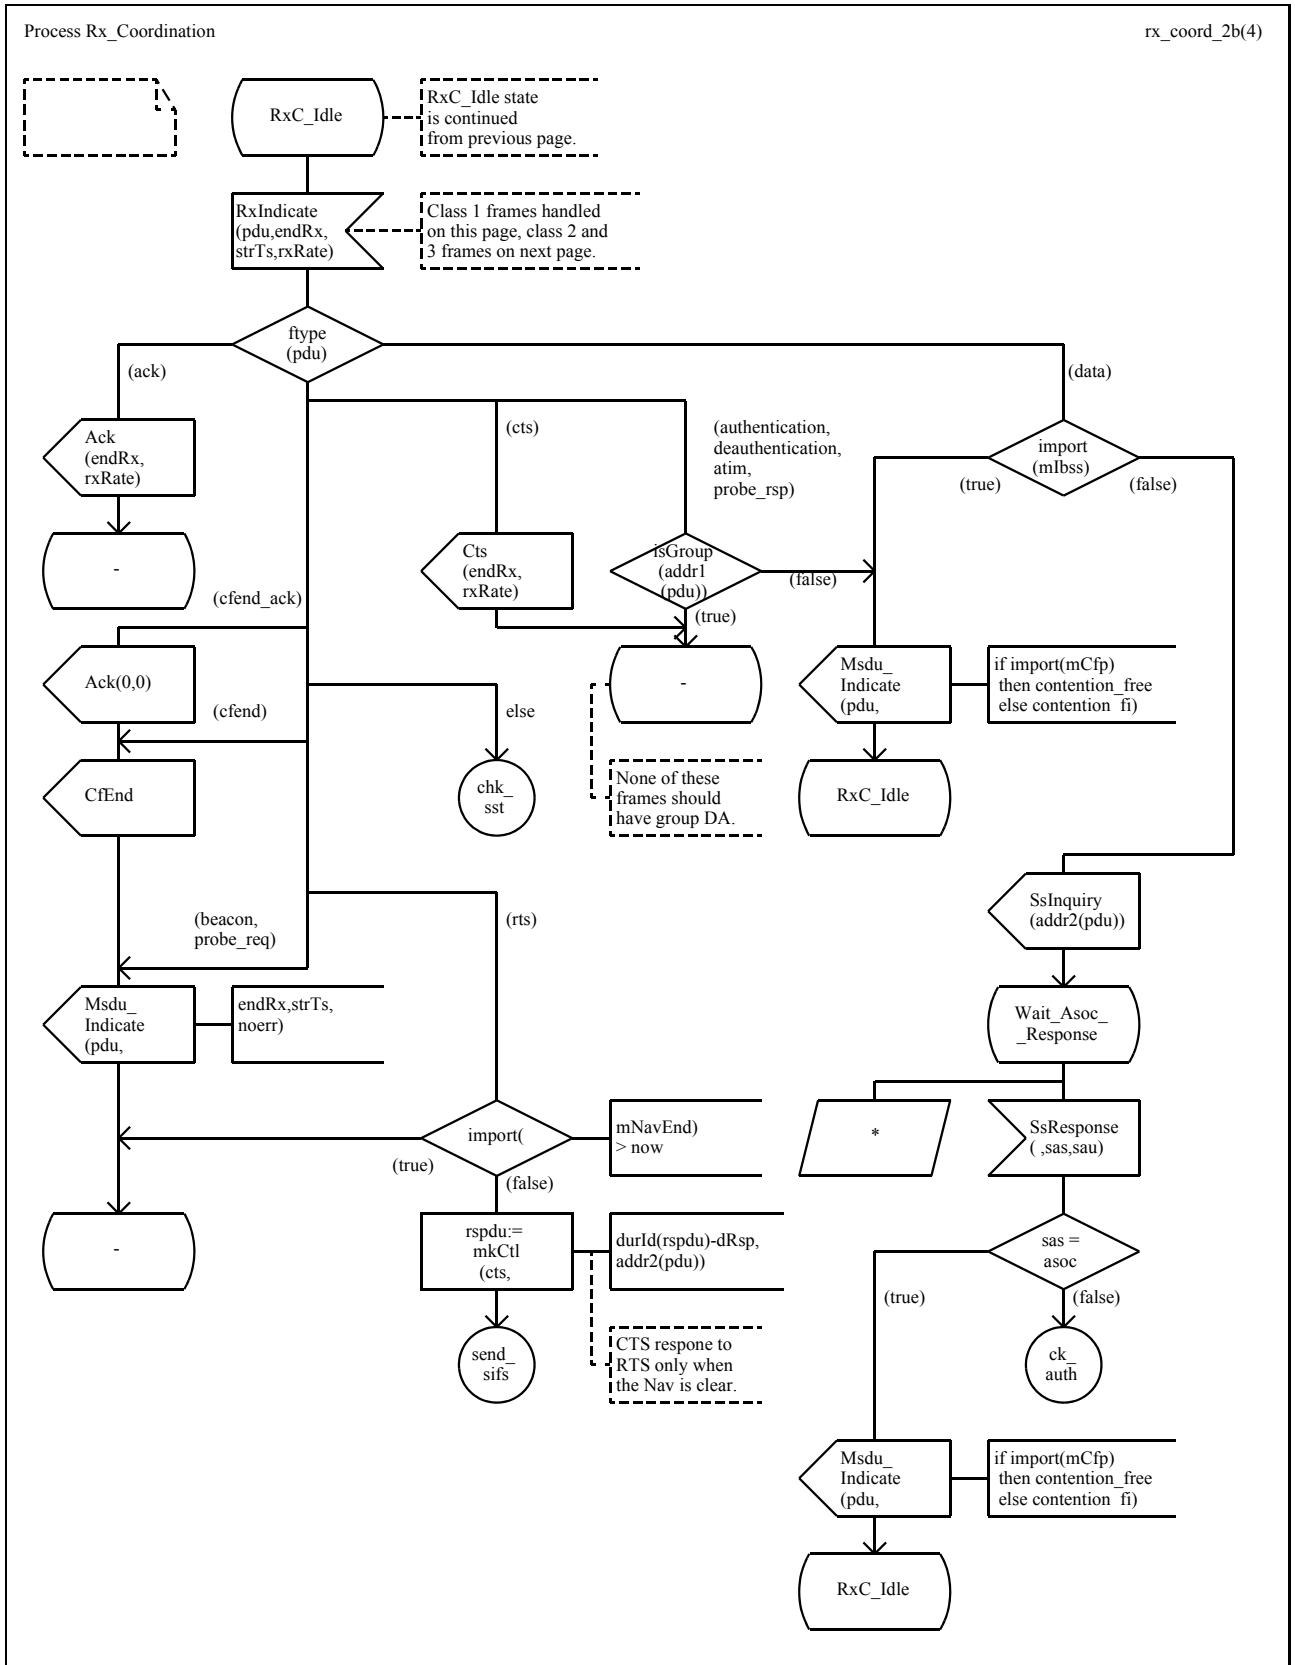 Process Rx_Coordination
rx_coord_2b(4)
RxC_Idle
RxC_Idle state
is continued
from previous page.
RxIndicate
(pdu,endRx,
strTs,rxRate)
Class 1 frames handled
on this page, class 2 and
3 frames on next page.
ftype
(pdu)
(ack)
(data)
Ack
(endRx,
rxRate)
(cts)
(authentication,
deauthentication,
atim,
probe_rsp)
import
(mIbss)
(true)
(false)
-
Cts
(endRx,
rxRate)
isGroup
(addr1
(pdu))
(false)
(true)
(cfend_ack)
Ack(0,0)
(cfend)
else
-
Msdu_
Indicate
(pdu,
if import(mCfp)
then contention_free
else contention fi)
CfEnd
chk_
sst
None of these
frames should
have group DA.
RxC_Idle
(beacon,
probe_req)
(rts)
SsInquiry
(addr2(pdu))
Msdu_
Indicate
(pdu,
endRx,strTs,
noerr)
Wait_Asoc_
_Response
import(
mNavEnd)
> now
(true)
(false)
*
SsResponse
( ,sas,sau)
-
rspdu:=
mkCtl
(cts,
durId(rspdu)-dRsp,
addr2(pdu))
sas =
asoc
(true)
(false)
send_
sifs
CTS respone to
RTS only when
the Nav is clear.
ck_
auth
Msdu_
Indicate
(pdu,
if import(mCfp)
then contention_free
else contention fi)
RxC_Idle